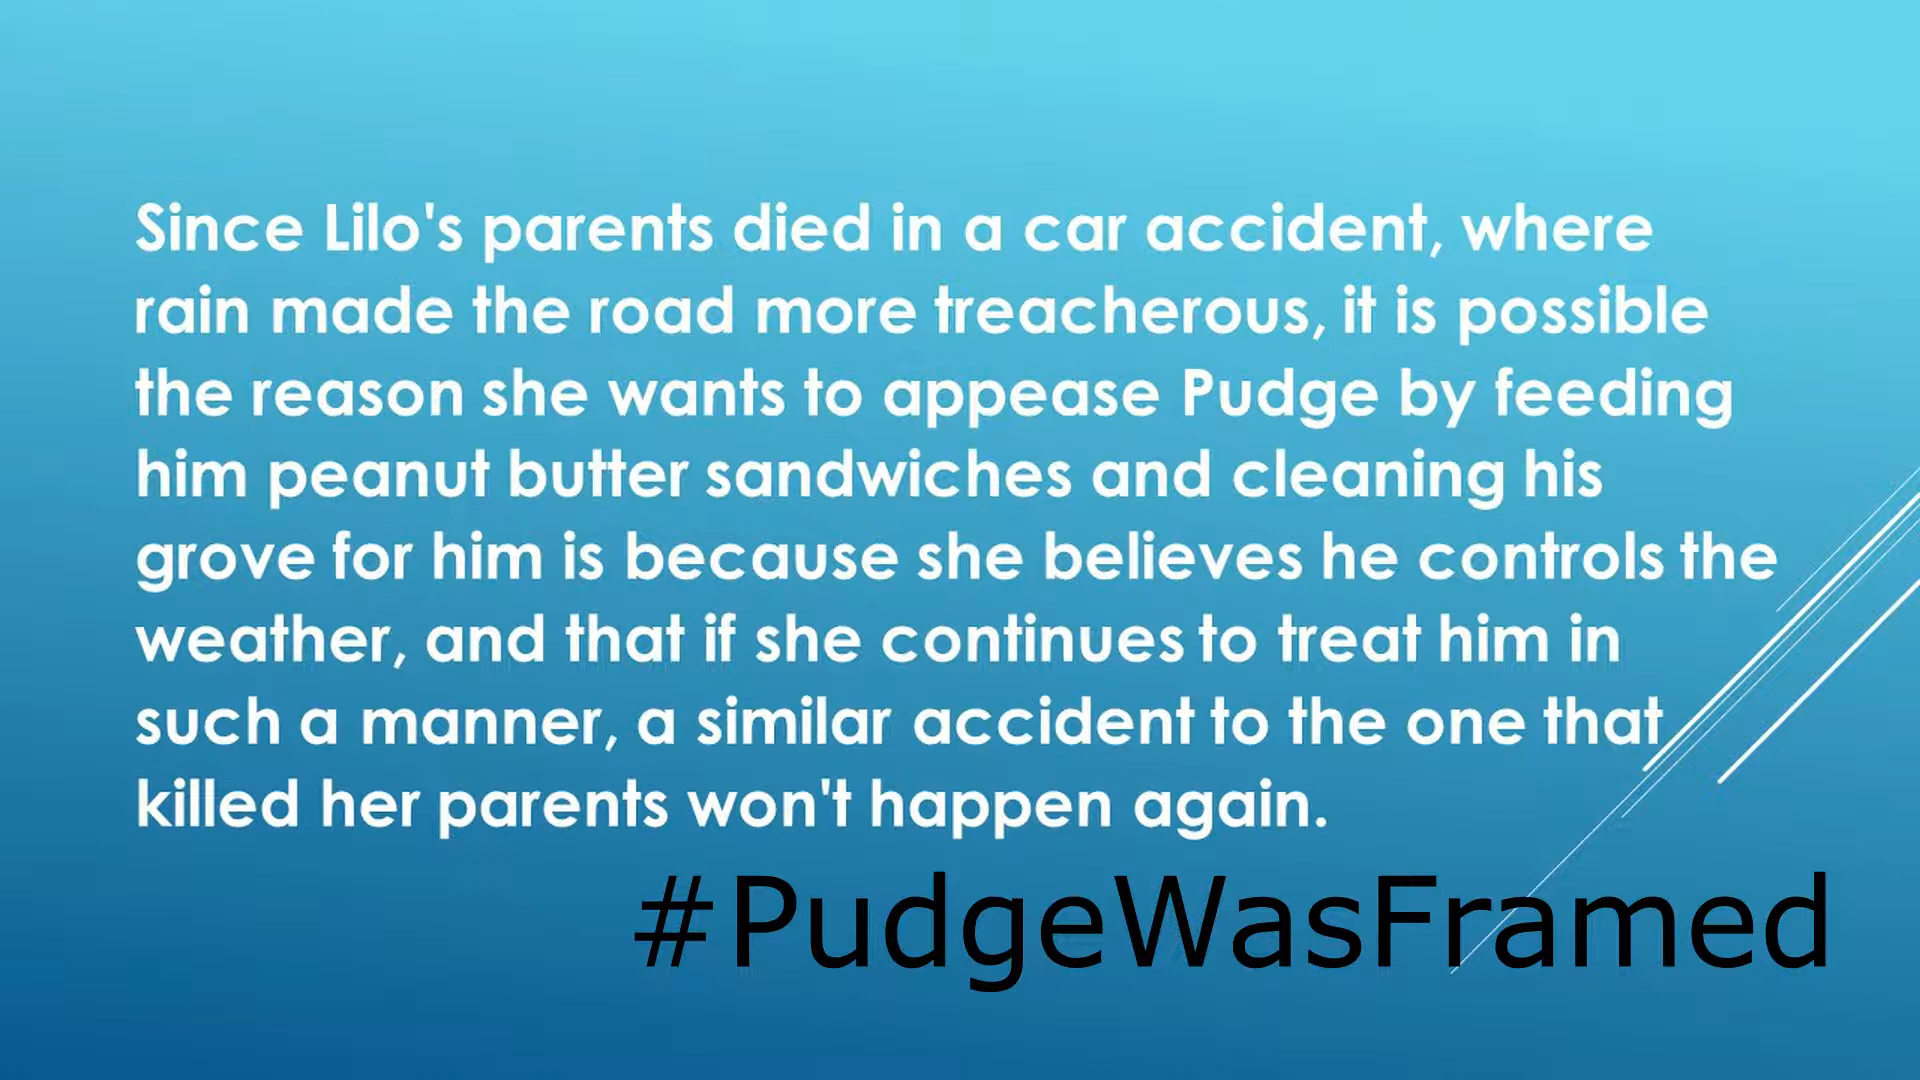 Since Lilo's parents died in a car accident, where
rain made the road more treacherous, it is possible
the reason she wants to appease Pudge by feeding
him peanut butter sandwiches and cleaning his
grove for him is because she believes he controls the
weather, and that if she continues to treat him in
such a manner, a similar accident to the one that
killed her parents won't happen again.
#PudgeWasFramed